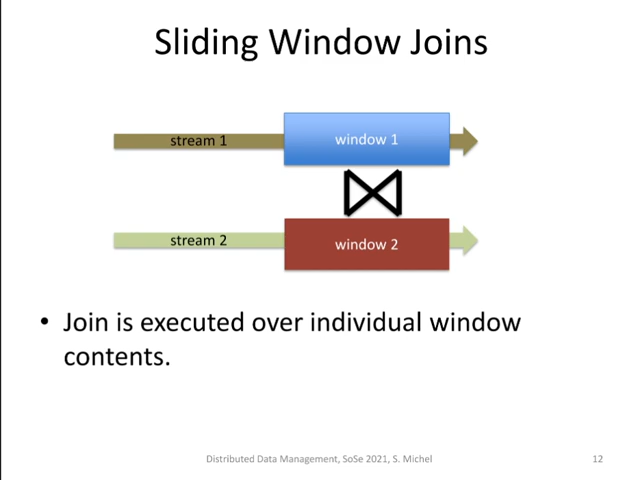 Sliding Window Joins
stream 1
window 1
stream 2
window 2
• Join is executed over individual window
contents.
Distributed Data Management, SoSe 2021, S. Michel
12